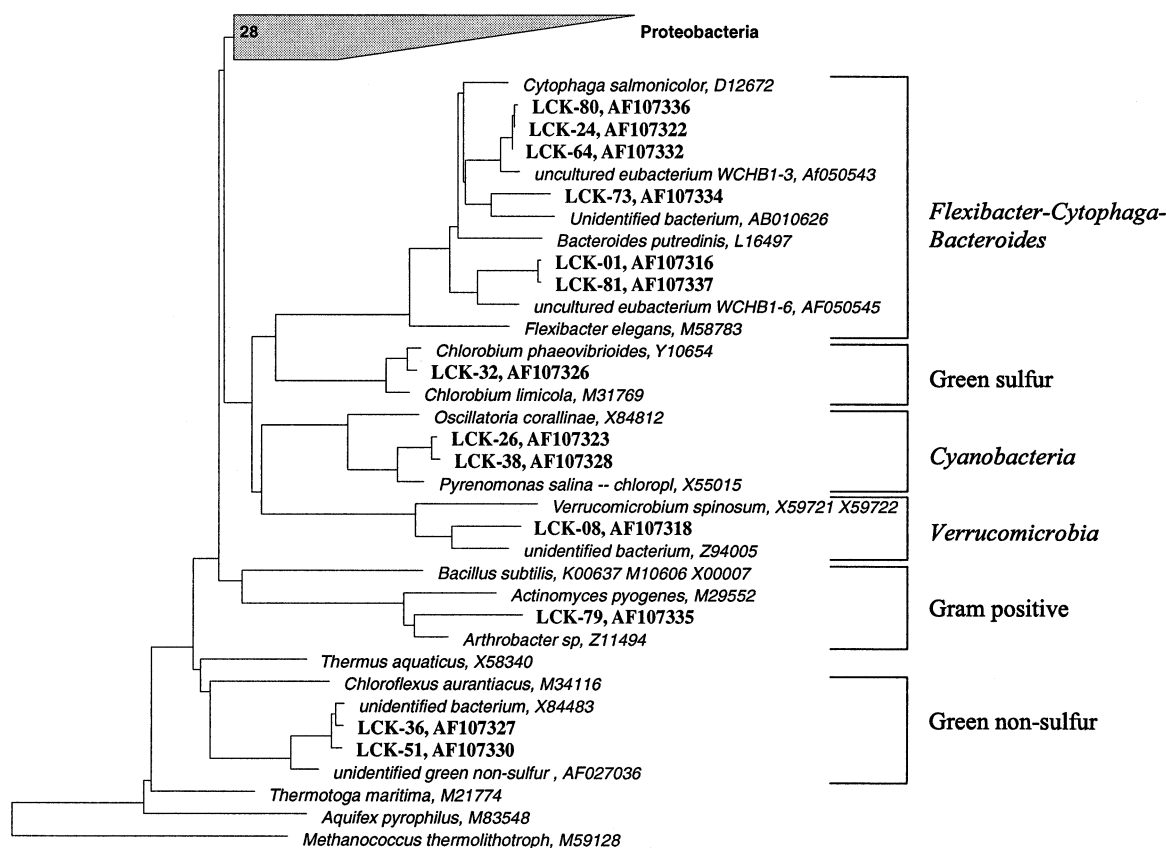 28
Proteobacteria
Cytophaga salmonicolor, D12672
LCK-80, AF107336
LCK-24, AF107322
LCK-64, AF107332
uncultured eubacterium WCHB1-3, Af050543
LCK-73, AF107334
Unidentified bacterium, AB010626
Bacteroides putredinis, L16497
LCK-01, AF107316
LCK-81, AF107337
uncultured eubacterium WCHB1-6, AF050545
Flexibacter elegans, M58783
Flexibacter-Cytophaga-
Bacteroides
Chlorobium phaeovibrioides, Y10654
LCK-32, AF107326
Chlorobium limicola, M31769
Green sulfur
Oscillatoria corallinae, X84812
LCK-26, AF107323
LCK-38, AF107328
Pyrenomonas salina -- chloropl, X55015
Cyanobacteria
Verrucomicrobium spinosum, X59721 X59722
LCK-08, AF107318
unidentified bacterium, Z94005
Verrucomicrobia
Bacillus subtilis, K00637 M10606 X00007
Actinomyces pyogenes, M29552
LCK-79, AF107335
Arthrobacter sp, Z11494
Gram positive
Thermus aquaticus, X58340
Chloroflexus aurantiacus, M34116
unidentified bacterium, X84483
LCK-36, AF107327
LCK-51, AF107330
unidentified green non-sulfur , AF027036
Green non-sulfur
Thermotoga maritima, M21774
Aquifex pyrophilus, M83548
Methanococcus thermolithotroph, M59128